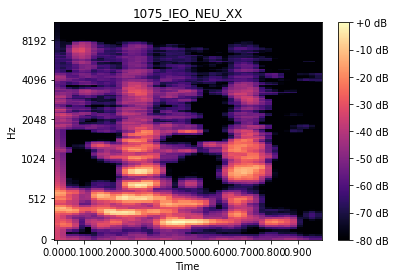 1075_IEO_NEU_XX
8192
4096
2048
1024
512
0
Hz
0.0000.1000.2000.3000.4000.5000.6000.7000.8000.900
Time
+0 dB
-10 dB
-20 dB
-30 dB
-40 dB
-50 dB
-60 dB
-70 dB
-80 dB